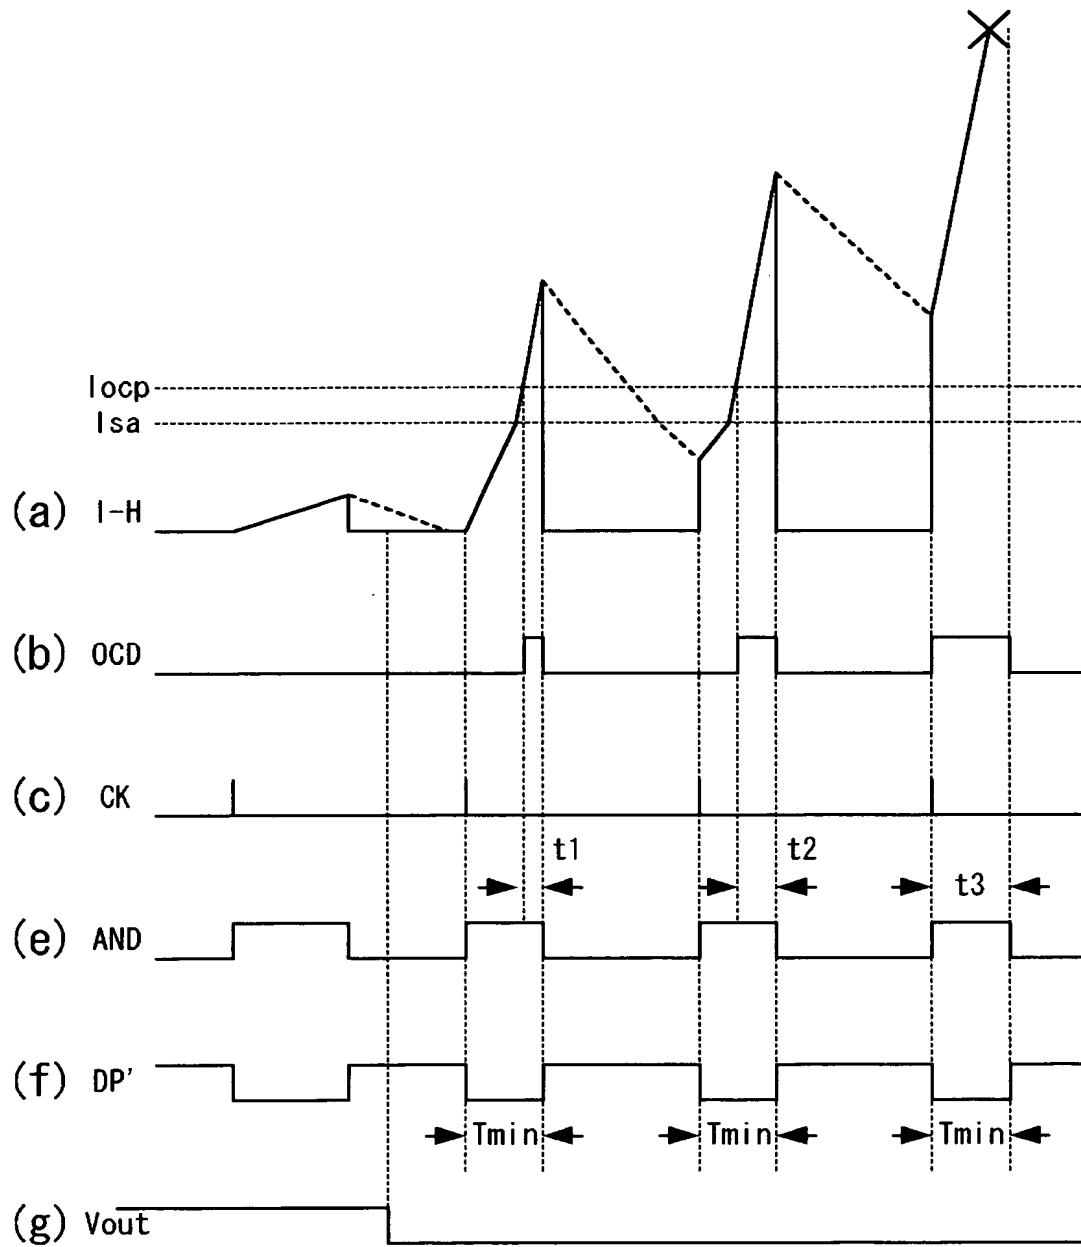 Iocp
Isa
(a) I-H
(b) OCD
(c) CK
t1 t2
t3
(e) AND
(f) DP'
Tmin Tmin Tmin
(g) Vout